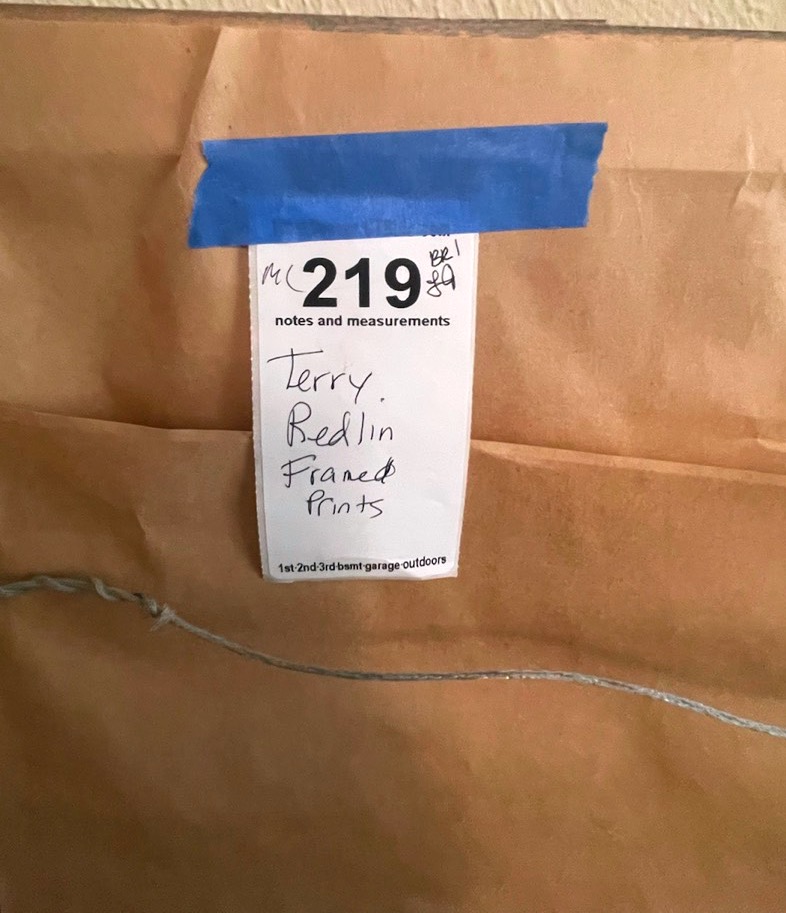 MC 219 BR1
notes and measurements
Terry
Redlin
Framed
Prints
1st-2nd-3rd-bsmt-garage-outdoors